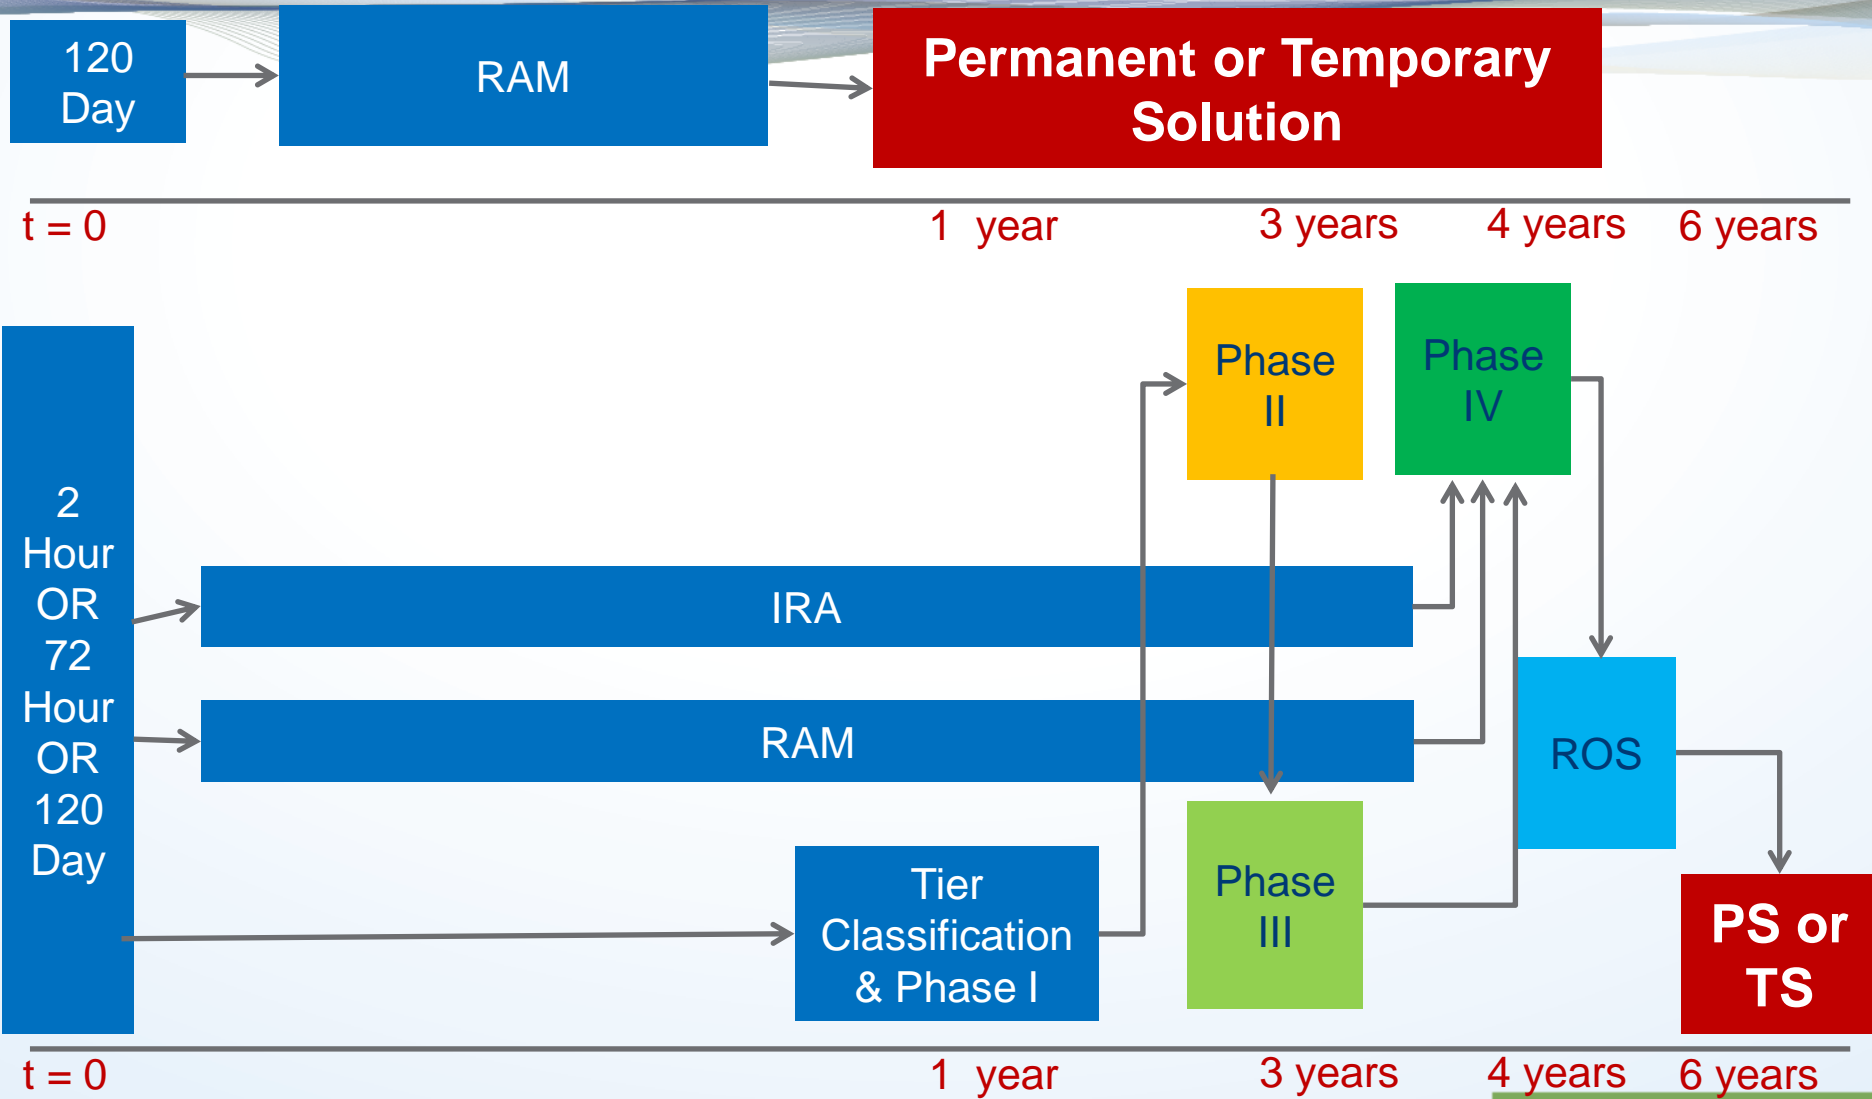 120
Day
RAM
Permanent or Temporary
Solution
t = 0
1 year
3 years
4 years
6 years
2
Hour
OR
72
Hour
OR
120
Day
IRA
RAM
Tier
Classification
& Phase I
Phase
II
Phase
III
Phase
IV
ROS
PS or
TS
t = 0
1 year
3 years
4 years
6 years